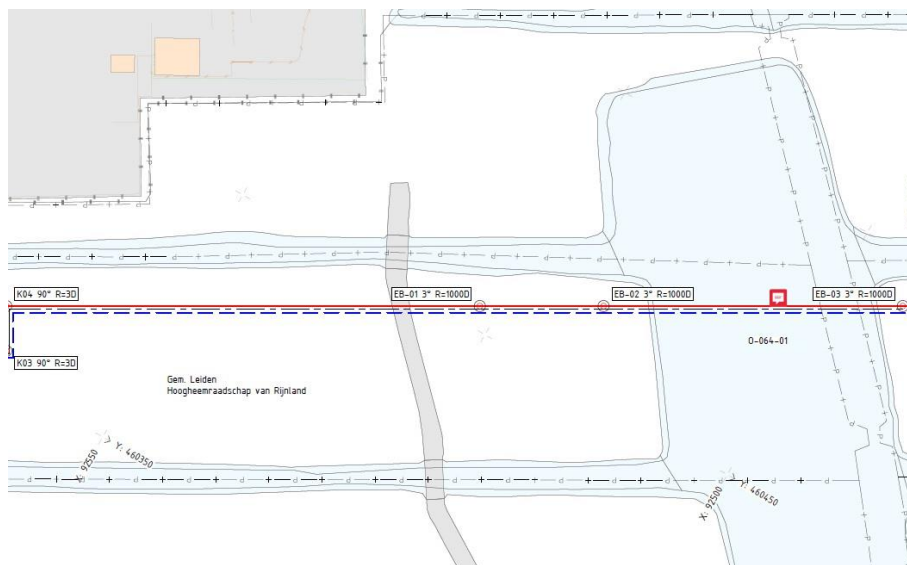 K04 90° R=3D
EB-01 3° R=1000D
EB-02 3° R=1000D
EB-03 3° R=1000D
O-064-01
K03 90° R=3D
Gem. Leiden
Hoogheemraadschap van Rijnland
X: 92550
Y: 460350
X: 92500
Y: 460450